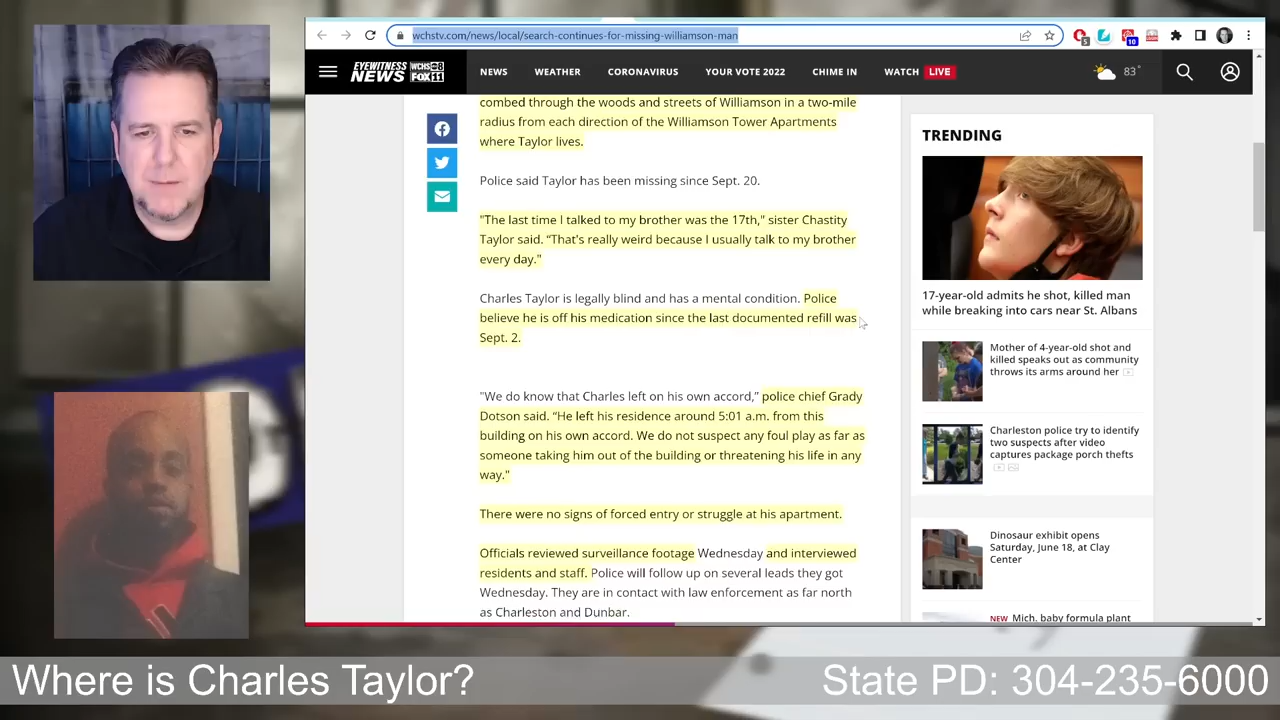 wchstv.com/news/local/search-continues-for-missing-williamson-man
5
10
EYEWITNESS NEWS WCHS 8 FOX 11
NEWS
WEATHER
CORONAVIRUS
YOUR VOTE 2022
CHIME IN
WATCH LIVE
83°
combed through the woods and streets of Williamson in a two-mile
radius from each direction of the Williamson Tower Apartments
where Taylor lives.
Police said Taylor has been missing since Sept. 20.
"The last time I talked to my brother was the 17th," sister Chastity
Taylor said. “That's really weird because I usually talk to my brother
every day."
Charles Taylor is legally blind and has a mental condition. Police
believe he is off his medication since the last documented refill was
Sept. 2.
"We do know that Charles left on his own accord,” police chief Grady
Dotson said. “He left his residence around 5:01 a.m. from this
building on his own accord. We do not suspect any foul play as far as
someone taking him out of the building or threatening his life in any
way."
There were no signs of forced entry or struggle at his apartment.
Officials reviewed surveillance footage Wednesday and interviewed
residents and staff. Police will follow up on several leads they got
Wednesday. They are in contact with law enforcement as far north
as Charleston and Dunbar.
TRENDING
17-year-old admits he shot, killed man
while breaking into cars near St. Albans
Mother of 4-year-old shot and
killed speaks out as community
throws its arms around her
Charleston police try to identify
two suspects after video
captures package porch thefts
Dinosaur exhibit opens
Saturday, June 18, at Clay
Center
NEW Mich. baby formula plant
Where is Charles Taylor?
State PD: 304-235-6000